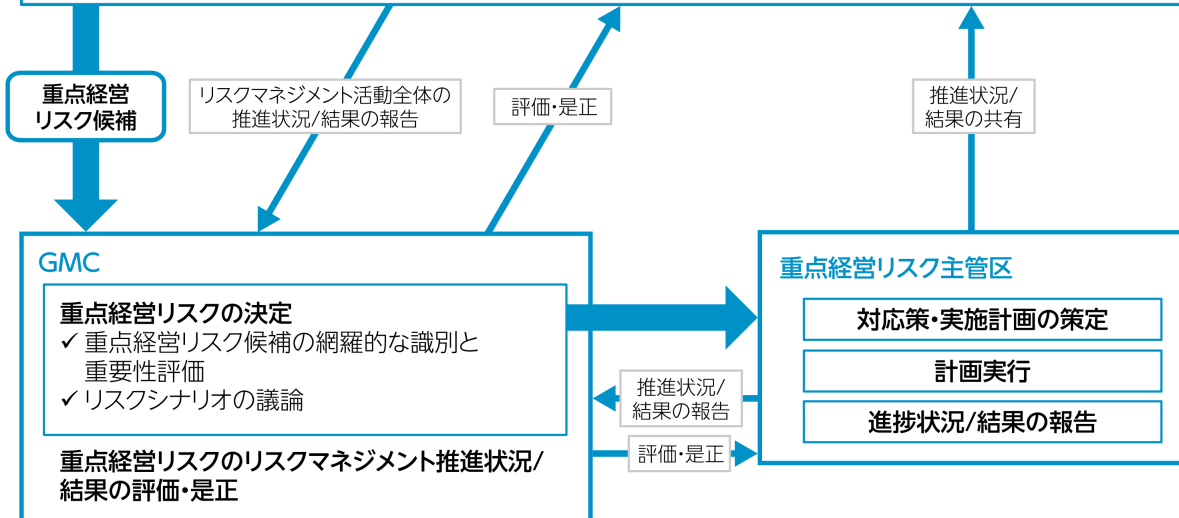 重点経営
リスク候補
リスクマネジメント活動全体の
推進状況/結果の報告
評価・是正
推進状況/
結果の共有
GMC
重点経営リスクの決定
✓ 重点経営リスク候補の網羅的な識別と
重要性評価
✓ リスクシナリオの議論
重点経営リスクのリスクマネジメント推進状況/
結果の評価・是正
推進状況/
結果の報告
評価・是正
重点経営リスク主管区
対応策・実施計画の策定
計画実行
進捗状況/結果の報告